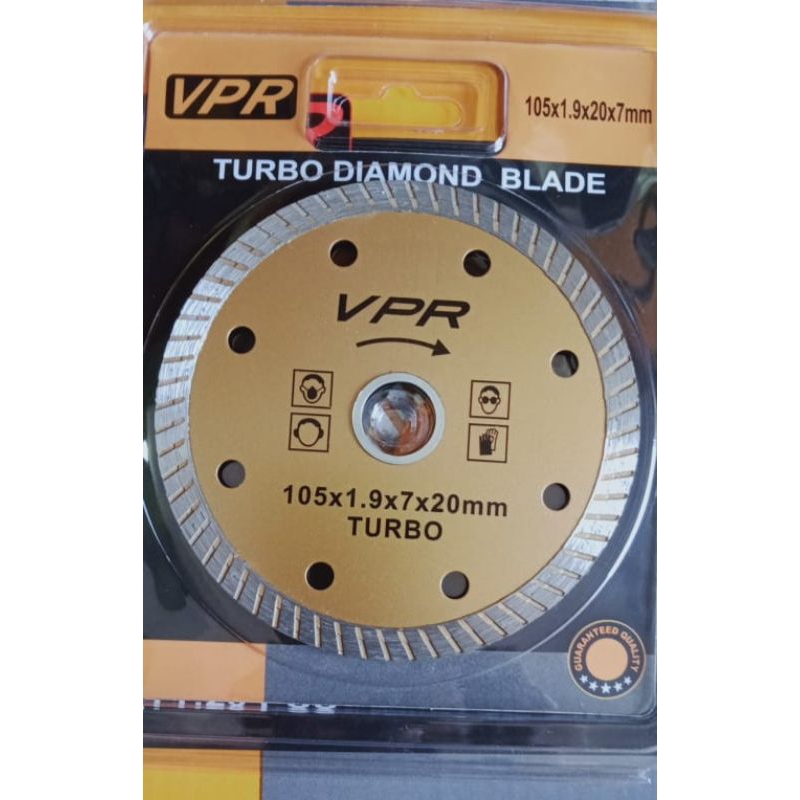 VPR
105x1.9x20x7mm
TURBO DIAMOND BLADE
VPR
105x1.9x7x20mm
TURBO
GUARANTEED QUALITY